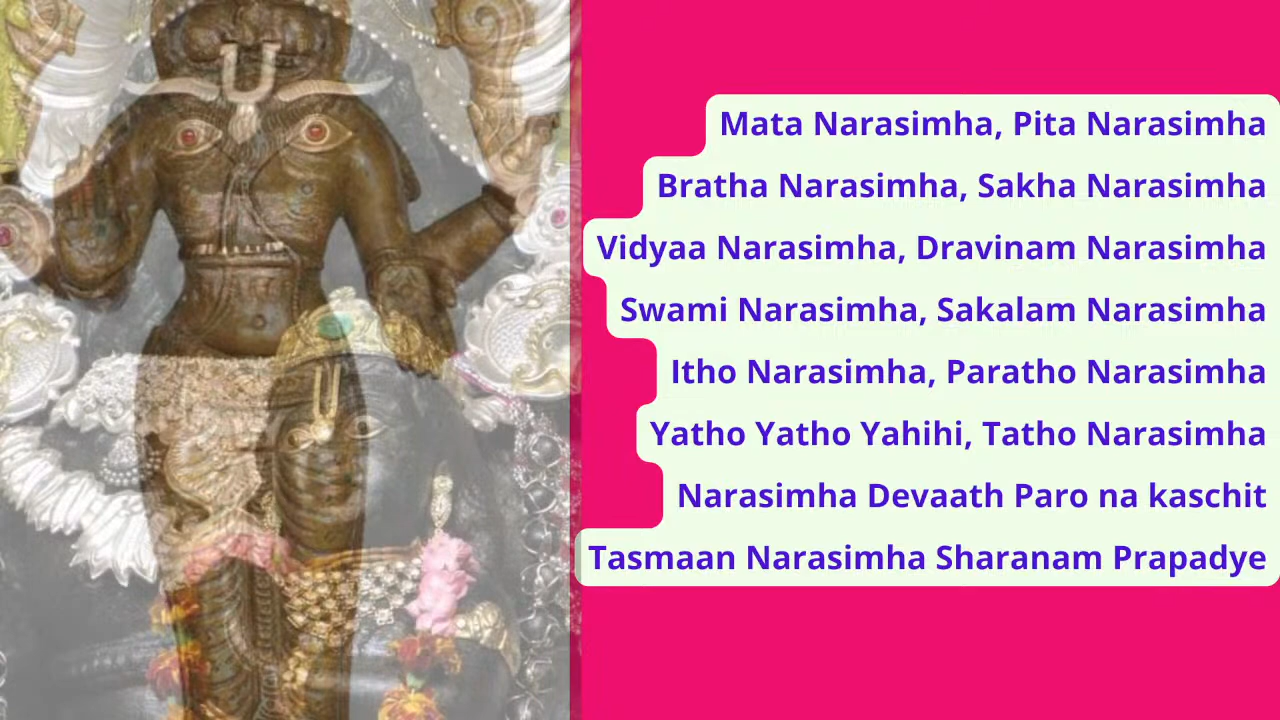 Mata Narasimha, Pita Narasimha
Bratha Narasimha, Sakha Narasimha
Vidyaa Narasimha, Dravinam Narasimha
Swami Narasimha, Sakalam Narasimha
Itho Narasimha, Paratho Narasimha
Yatho Yatho Yahihi, Tatho Narasimha
Narasimha Devaath Paro na kaschit
Tasmaan Narasimha Sharanam Prapadye